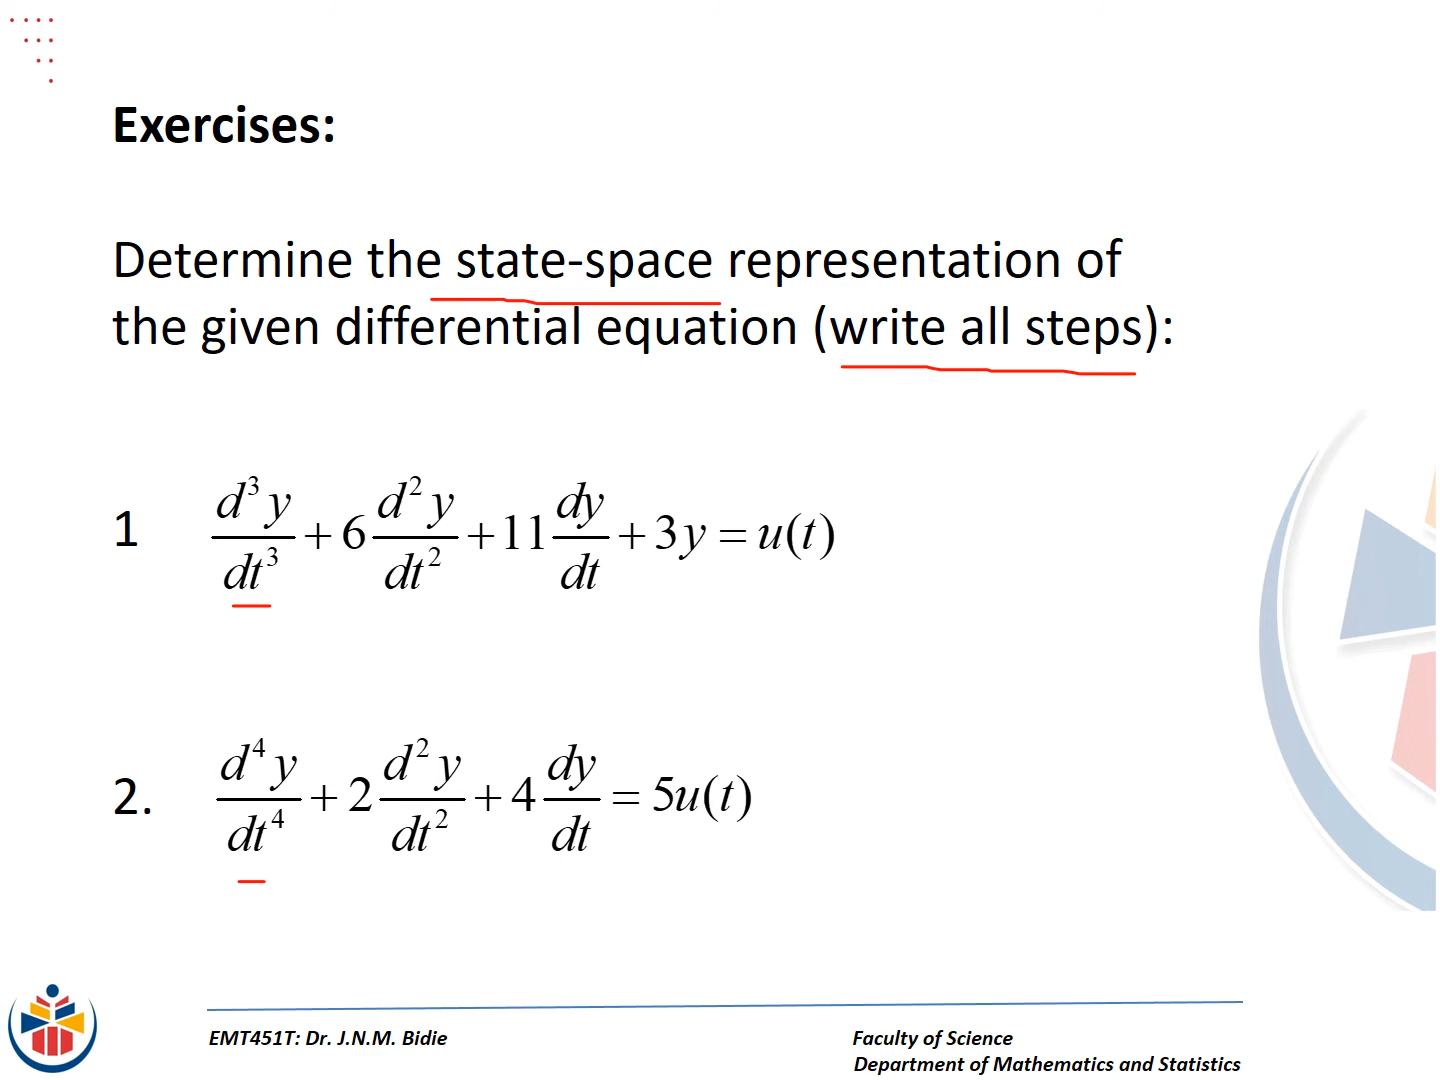 Exercises:
Determine the state-space representation of
the given differential equation (write all steps):
1 d³y/dt³ + 6 d²y/dt² + 11 dy/dt + 3y = u(t)
2. d⁴y/dt⁴ + 2 d²y/dt² + 4 dy/dt = 5u(t)
EMT451T: Dr. J.N.M. Bidie
Faculty of Science
Department of Mathematics and Statistics